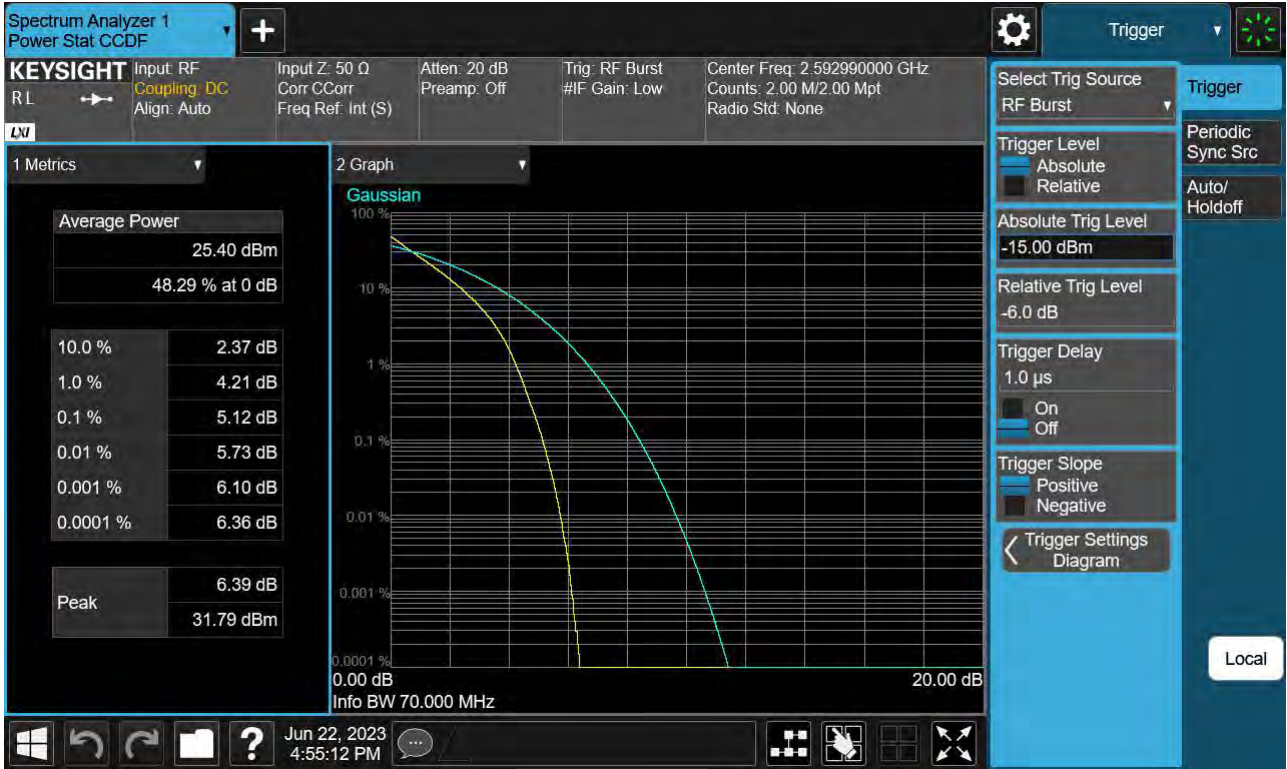 Spectrum Analyzer 1
Power Stat CCDF
+
Trigger
KEYSIGHT
RL
LXI
Input: RF
Coupling: DC
Align: Auto
Input Z: 50 Ω
Corr CCorr
Freq Ref: Int (S)
Atten: 20 dB
Preamp: Off
Trig: RF Burst
#IF Gain: Low
Center Freq: 2.592990000 GHz
Counts: 2.00 M/2.00 Mpt
Radio Std: None
1 Metrics
Average Power
25.40 dBm
48.29 % at 0 dB
10.0 % 2.37 dB
1.0 % 4.21 dB
0.1 % 5.12 dB
0.01 % 5.73 dB
0.001 % 6.10 dB
0.0001 % 6.36 dB
Peak
6.39 dB
31.79 dBm
2 Graph
Gaussian
100 %
10 %
1 %
0.1 %
0.01 %
0.001 %
0.0001 %
0.00 dB 20.00 dB
Info BW 70.000 MHz
Select Trig Source
RF Burst
Trigger Level
Absolute
Relative
Absolute Trig Level
-15.00 dBm
Relative Trig Level
-6.0 dB
Trigger Delay
1.0 µs
On
Off
Trigger Slope
Positive
Negative
Trigger Settings
Diagram
Trigger
Periodic
Sync Src
Auto/
Holdoff
Local
?
Jun 22, 2023
4:55:12 PM